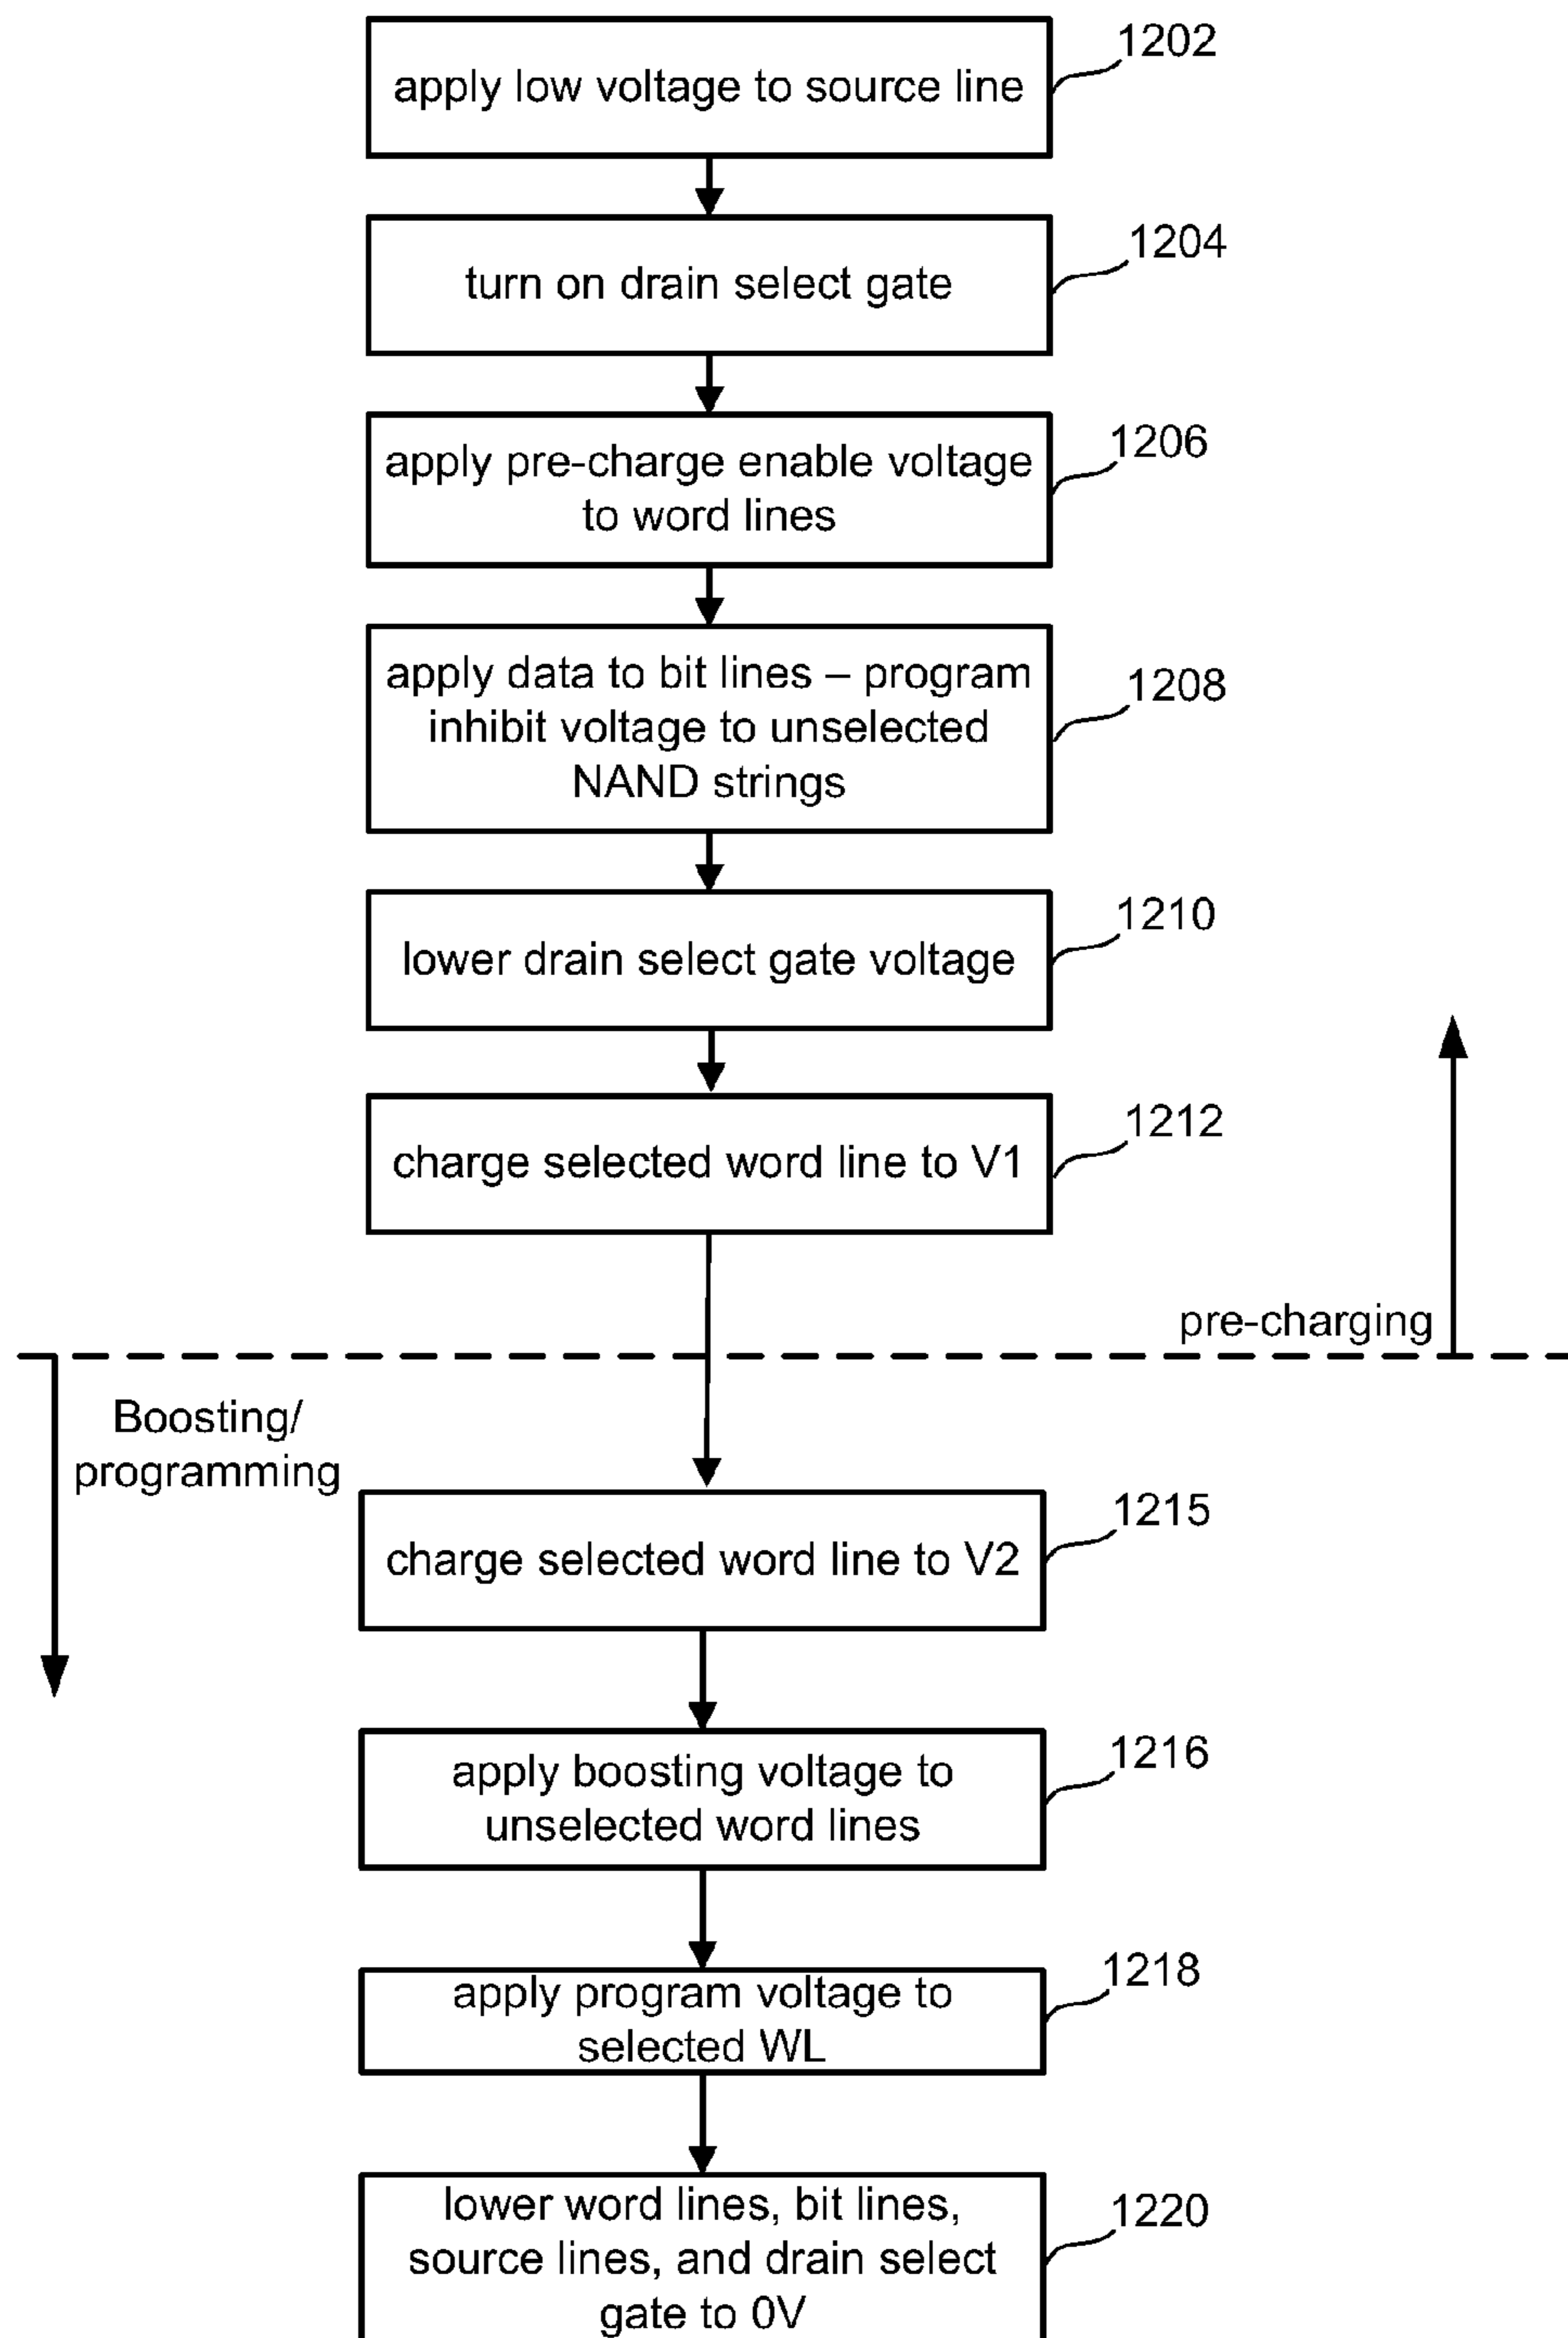 apply low voltage to source line
1202
turn on drain select gate
1204
apply pre-charge enable voltage
to word lines
1206
apply data to bit lines – program
inhibit voltage to unselected
NAND strings
1208
lower drain select gate voltage
1210
charge selected word line to V1
1212
pre-charging
Boosting/
programming
charge selected word line to V2
1215
apply boosting voltage to
unselected word lines
1216
apply program voltage to
selected WL
1218
lower word lines, bit lines,
source lines, and drain select
gate to 0V
1220